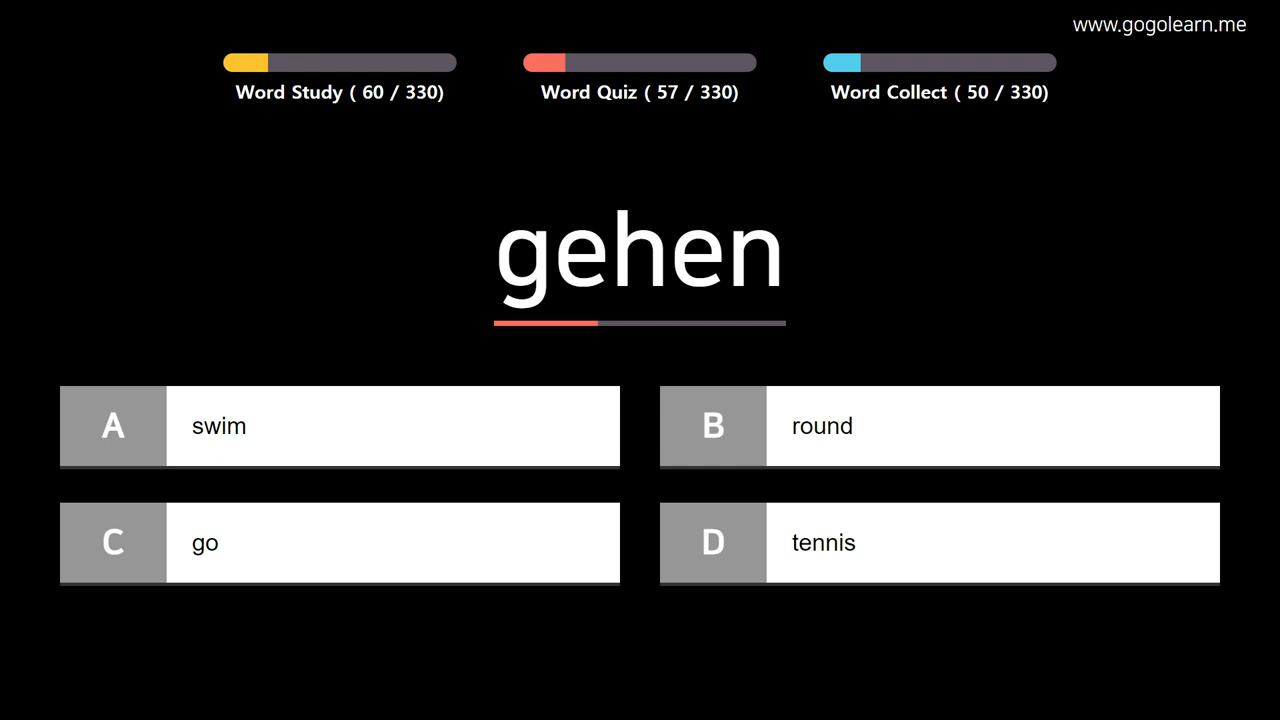 www.gogolearn.me
Word Study ( 60 / 330)
Word Quiz ( 57 / 330)
Word Collect ( 50 / 330)
gehen
A swim
B round
C go
D tennis